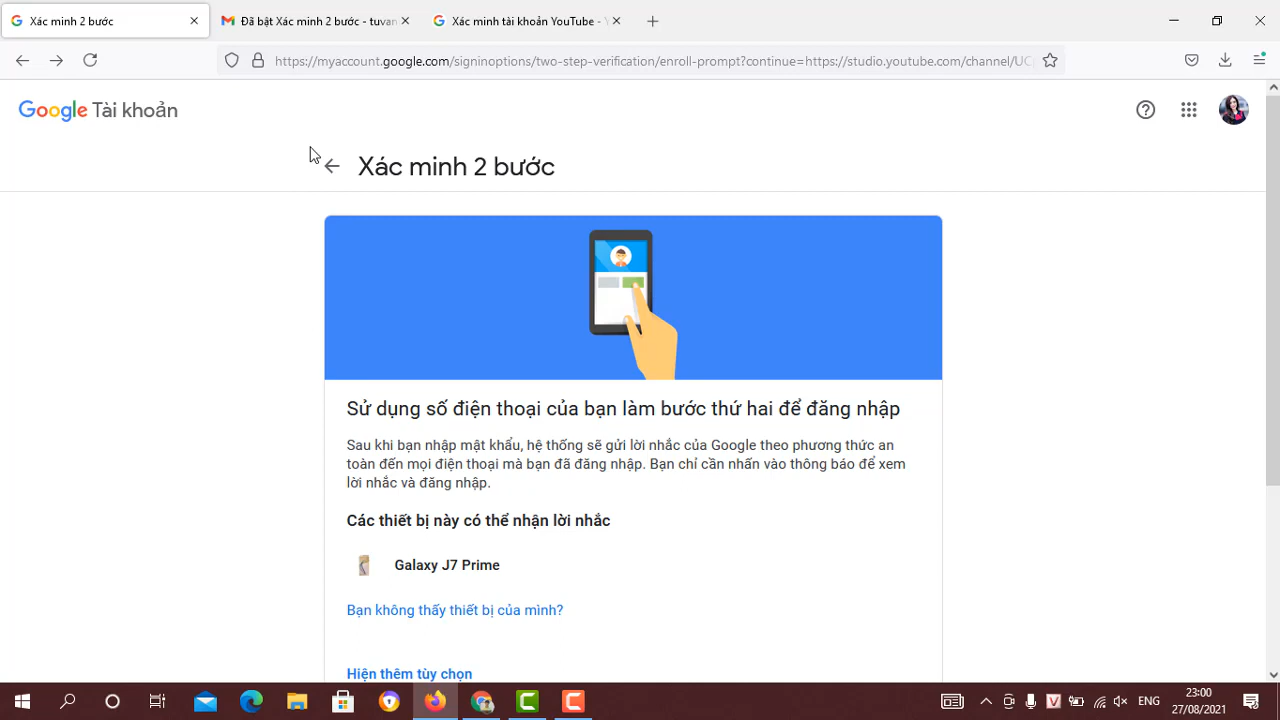 Xác minh 2 bước
Đã bật Xác minh 2 bước - tuvan
Xác minh tài khoản YouTube - Y
https://myaccount.google.com/signinoptions/two-step-verification/enroll-prompt?continue=https://studio.youtube.com/channel/UC
Google Tài khoản
Xác minh 2 bước
Sử dụng số điện thoại của bạn làm bước thứ hai để đăng nhập
Sau khi bạn nhập mật khẩu, hệ thống sẽ gửi lời nhắc của Google theo phương thức an
toàn đến mọi điện thoại mà bạn đã đăng nhập. Bạn chỉ cần nhấn vào thông báo để xem
lời nhắc và đăng nhập.
Các thiết bị này có thể nhận lời nhắc
Galaxy J7 Prime
Bạn không thấy thiết bị của mình?
Hiện thêm tùy chọn
V
ENG
23:00
27/08/2021